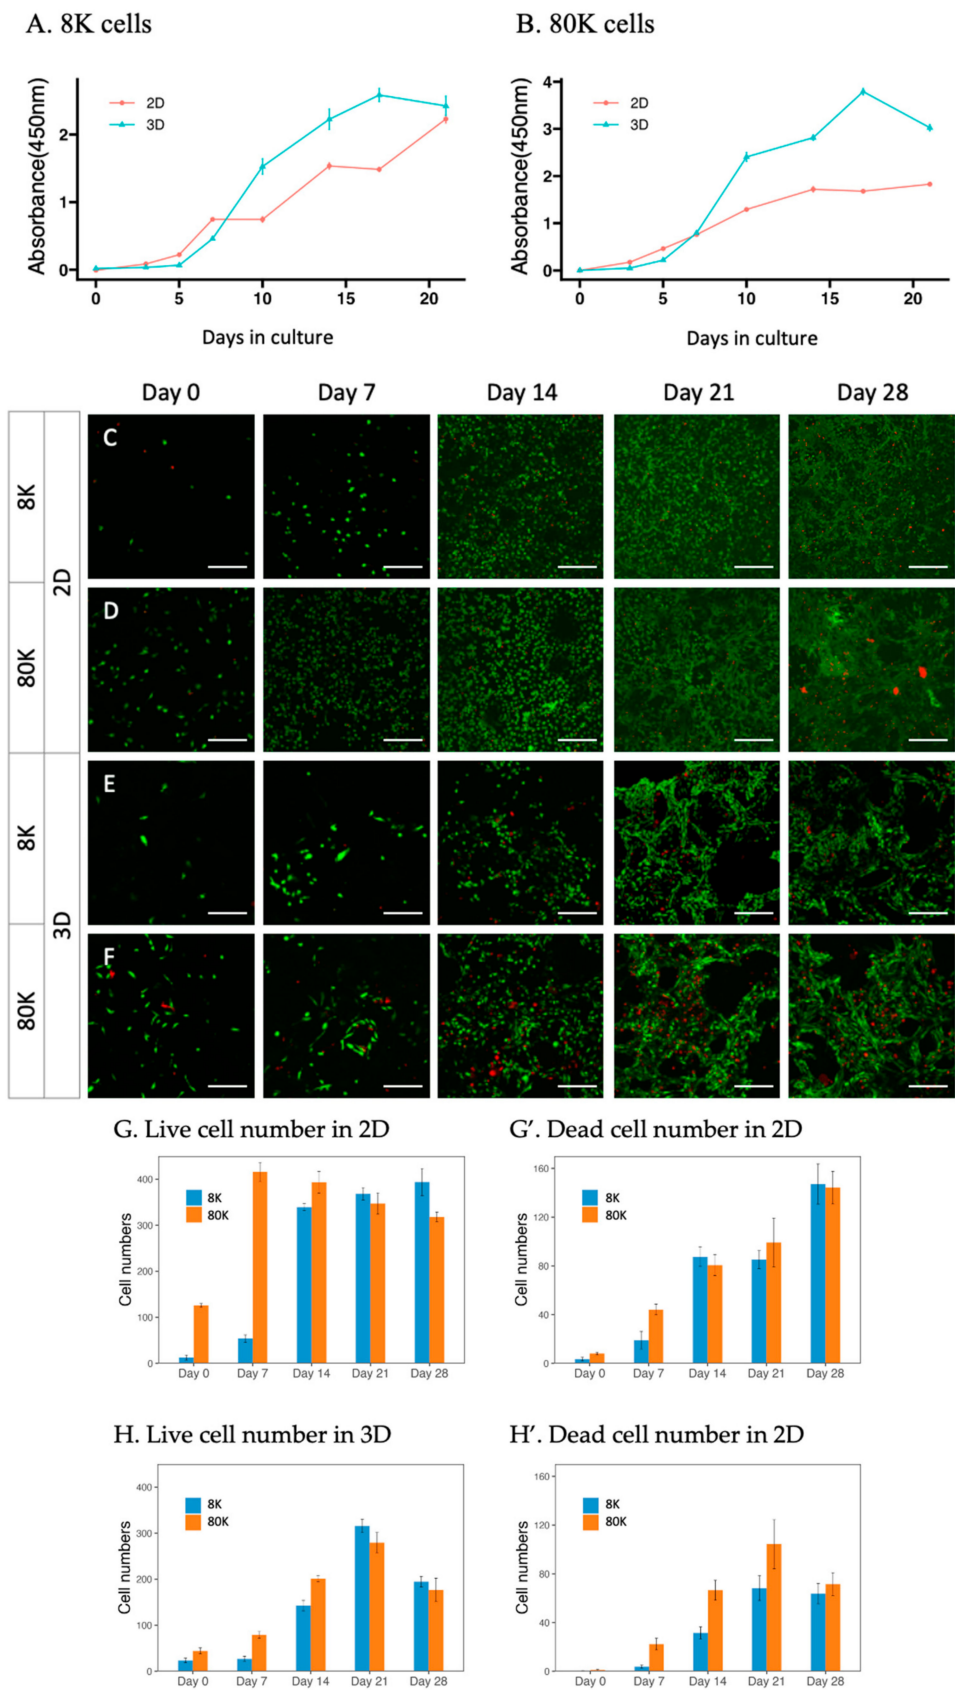 A. 8K cells
B. 80K cells
Absorbance(450nm)
2
1
0
2D
3D
0 5 10 15 20
Days in culture
Absorbance(450nm)
4
3
2
1
0
2D
3D
0 5 10 15 20
Days in culture
Day 0 Day 7 Day 14 Day 21 Day 28
2D
8K
C
80K
D
3D
8K
E
80K
F
G. Live cell number in 2D
Cell numbers
400
300
200
100
0
8K
80K
Day 0 Day 7 Day 14 Day 21 Day 28
G′. Dead cell number in 2D
Cell numbers
160
120
80
40
0
8K
80K
Day 0 Day 7 Day 14 Day 21 Day 28
H. Live cell number in 3D
Cell numbers
400
300
200
100
0
8K
80K
Day 0 Day 7 Day 14 Day 21 Day 28
H′. Dead cell number in 2D
Cell numbers
160
120
80
40
0
8K
80K
Day 0 Day 7 Day 14 Day 21 Day 28